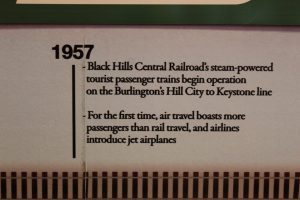 1957
- Black Hills Central Railroad's steam-powered
tourist passenger trains begin operation
on the Burlington's Hill City to Keystone line
- For the first time, air travel boasts more
passengers than rail travel, and airlines
introduce jet airplanes